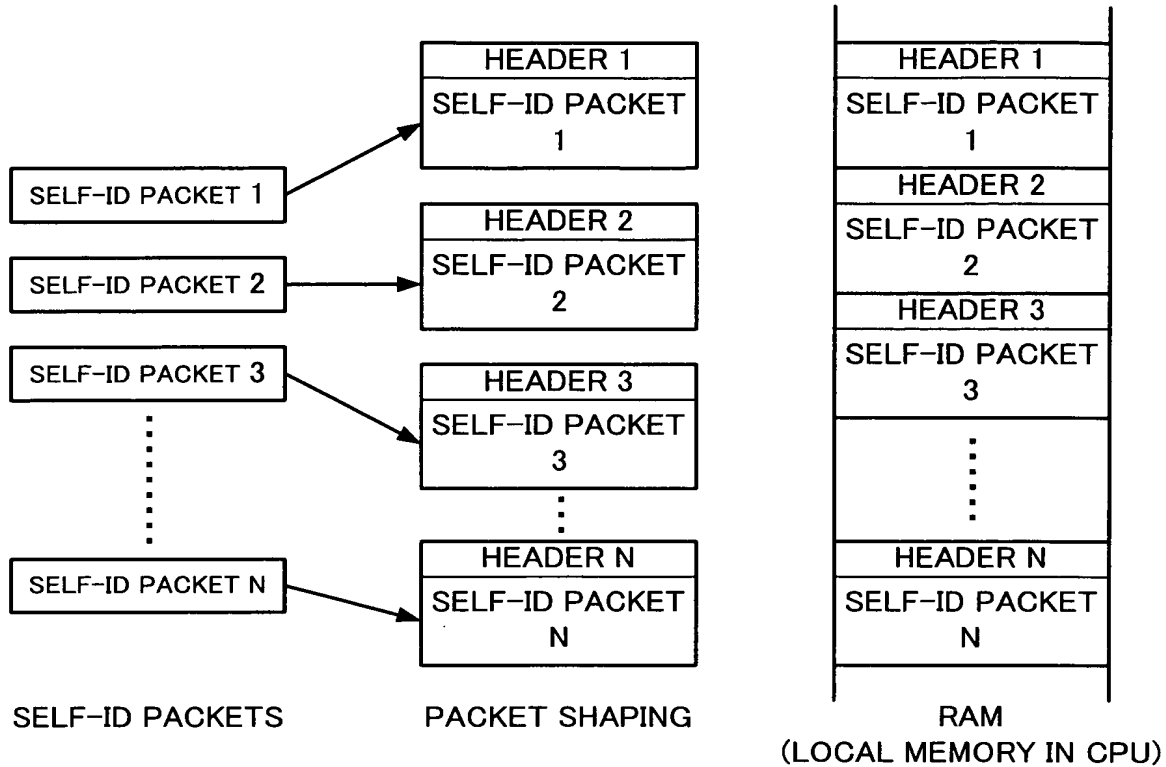 SELF-ID PACKET 1
SELF-ID PACKET 2
SELF-ID PACKET 3
SELF-ID PACKET N
SELF-ID PACKETS
HEADER 1
SELF-ID PACKET
1
HEADER 2
SELF-ID PACKET
2
HEADER 3
SELF-ID PACKET
3
HEADER N
SELF-ID PACKET
N
PACKET SHAPING
HEADER 1
SELF-ID PACKET
1
HEADER 2
SELF-ID PACKET
2
HEADER 3
SELF-ID PACKET
3
HEADER N
SELF-ID PACKET
N
RAM
(LOCAL MEMORY IN CPU)